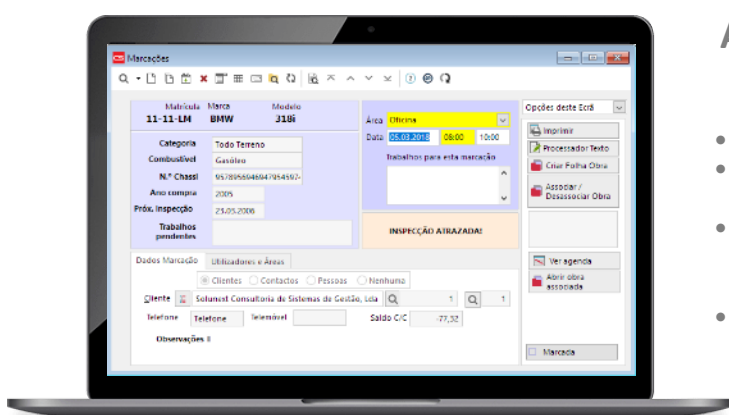 A
Marcações
Matrícula Marca Modelo
11-11-LM BMW 318i
Categoria Todo Terreno
Combustível Gasóleo
N.º Chassi
Ano compra 2005
Próx. Inspecção 23.05.2006
Trabalhos
pendentes
Área Oficina
Data 05.03.2018 08:00 10:00
Trabalhos para esta marcação
INSPECÇÃO ATRAZADA!
Opções deste Ecrã
Imprimir
Processador Texto
Criar Folha Obra
Associar /
Desassociar Obra
Ver agenda
Abrir obra
associada
Marcada
Dados Marcação Utilizadores e Áreas
Clientes Contactos Pessoas Nenhuma
Cliente Solunext Consultoria de Sistemas de Gestão, Lda 1 1
Telefone Telefone Telemóvel Saldo C/C -77,32
Observações